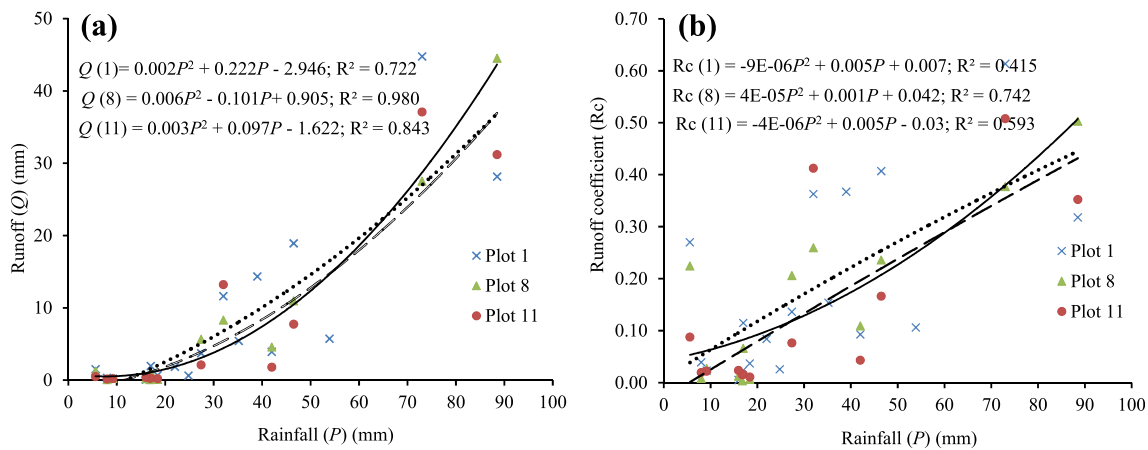 (a)
Q (1)= 0.002P² + 0.222P - 2.946; R² = 0.722
Q (8) = 0.006P² - 0.101P+ 0.905; R² = 0.980
Q (11) = 0.003P² + 0.097P - 1.622; R² = 0.843
Runoff (Q) (mm)
50
40
30
20
10
0
Plot 1
Plot 8
Plot 11
0 10 20 30 40 50 60 70 80 90 100
Rainfall (P) (mm)
(b)
Rc (1) = -9E-06P² + 0.005P + 0.007; R² = 0.415
Rc (8) = 4E-05P² + 0.001P + 0.042; R² = 0.742
Rc (11) = -4E-06P² + 0.005P - 0.03; R² = 0.593
Runoff coefficient (Rc)
0.70
0.60
0.50
0.40
0.30
0.20
0.10
0.00
Plot 1
Plot 8
Plot 11
0 10 20 30 40 50 60 70 80 90 100
Rainfall (P) (mm)